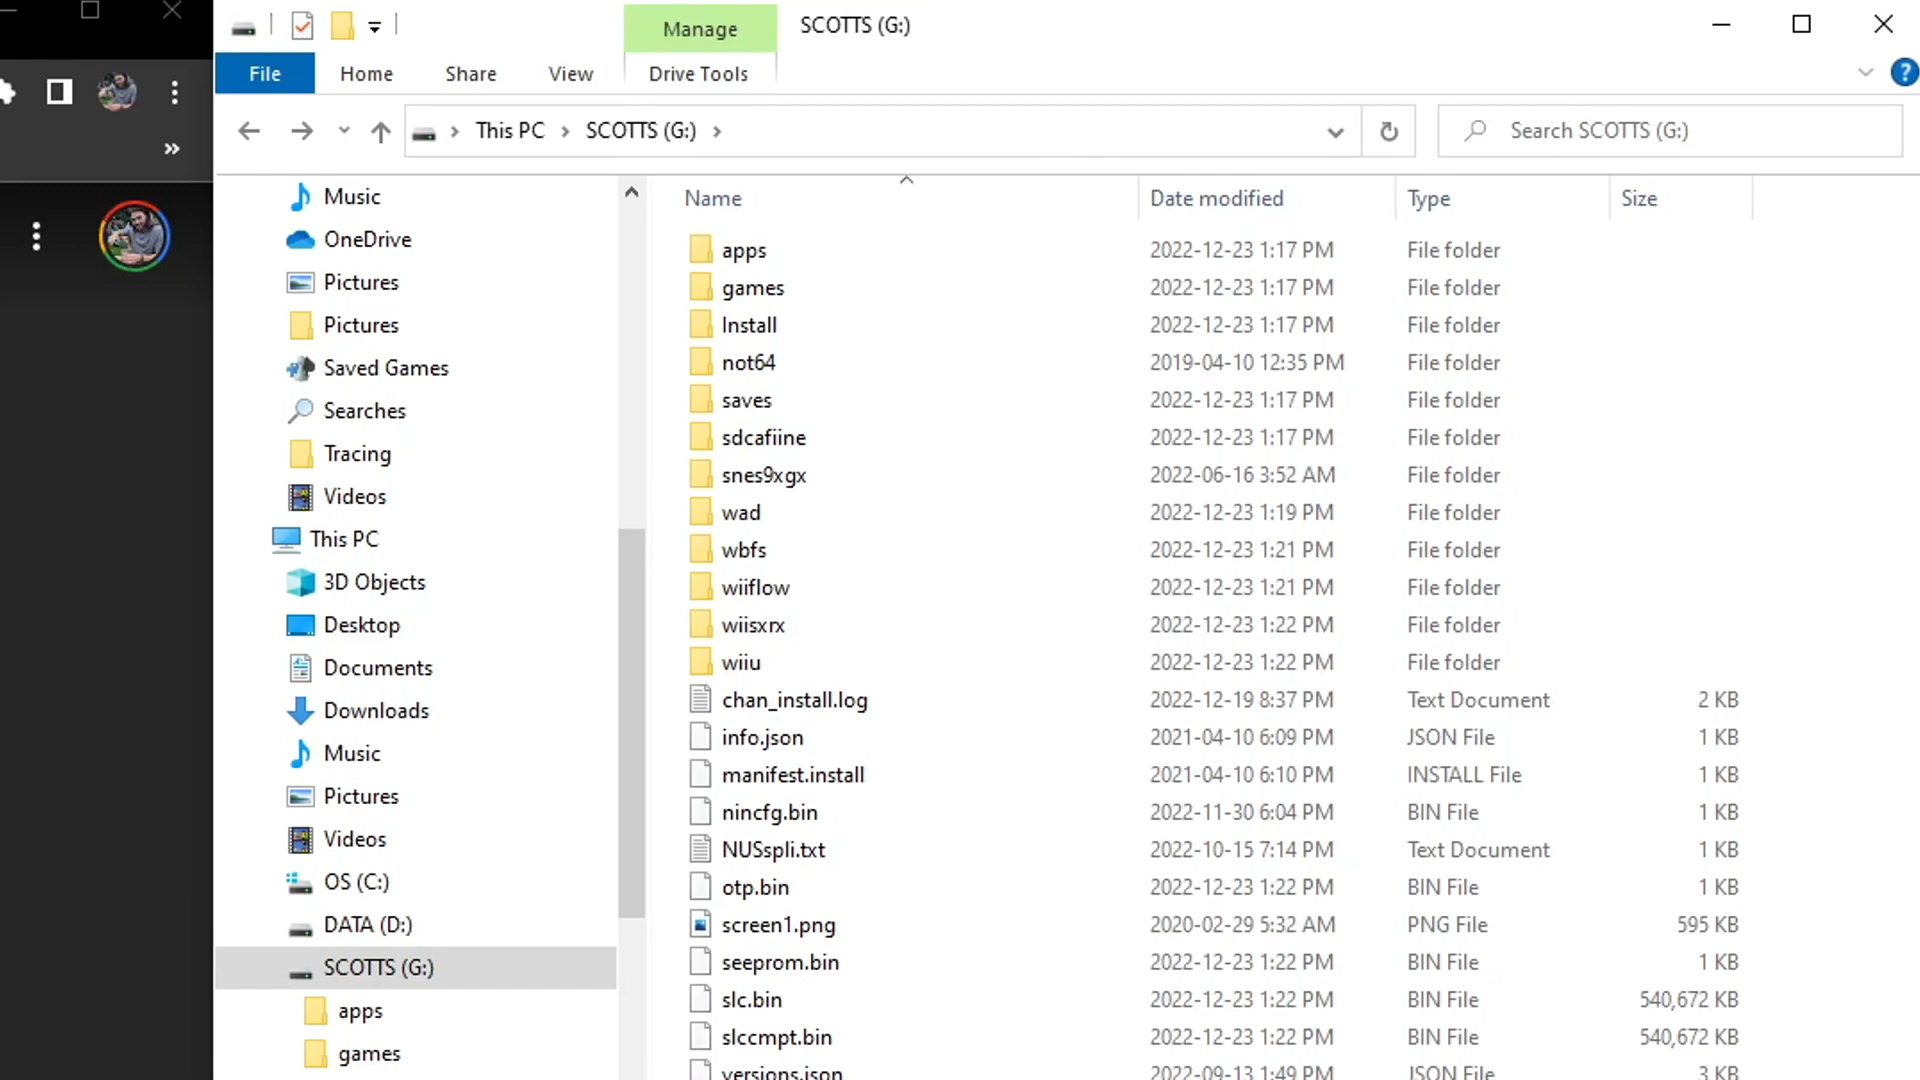 Manage
SCOTTS (G:)
File
Home
Share
View
Drive Tools
?
This PC
SCOTTS (G:)
Search SCOTTS (G:)
Music
OneDrive
Pictures
Pictures
Saved Games
Searches
Tracing
Videos
This PC
3D Objects
Desktop
Documents
Downloads
Music
Pictures
Videos
OS (C:)
DATA (D:)
SCOTTS (G:)
apps
games
Name Date modified Type Size
apps 2022-12-23 1:17 PM File folder
games 2022-12-23 1:17 PM File folder
Install 2022-12-23 1:17 PM File folder
not64 2019-04-10 12:35 PM File folder
saves 2022-12-23 1:17 PM File folder
sdcafiine 2022-12-23 1:17 PM File folder
snes9xgx 2022-06-16 3:52 AM File folder
wad 2022-12-23 1:19 PM File folder
wbfs 2022-12-23 1:21 PM File folder
wiiflow 2022-12-23 1:21 PM File folder
wiisxrx 2022-12-23 1:22 PM File folder
wiiu 2022-12-23 1:22 PM File folder
chan_install.log 2022-12-19 8:37 PM Text Document 2 KB
info.json 2021-04-10 6:09 PM JSON File 1 KB
manifest.install 2021-04-10 6:10 PM INSTALL File 1 KB
nincfg.bin 2022-11-30 6:04 PM BIN File 1 KB
NUSspli.txt 2022-10-15 7:14 PM Text Document 1 KB
otp.bin 2022-12-23 1:22 PM BIN File 1 KB
screen1.png 2020-02-29 5:32 AM PNG File 595 KB
seeprom.bin 2022-12-23 1:22 PM BIN File 1 KB
slc.bin 2022-12-23 1:22 PM BIN File 540,672 KB
slccmpt.bin 2022-12-23 1:22 PM BIN File 540,672 KB
versions.json 2022-09-13 1:49 PM JSON File 3 KB